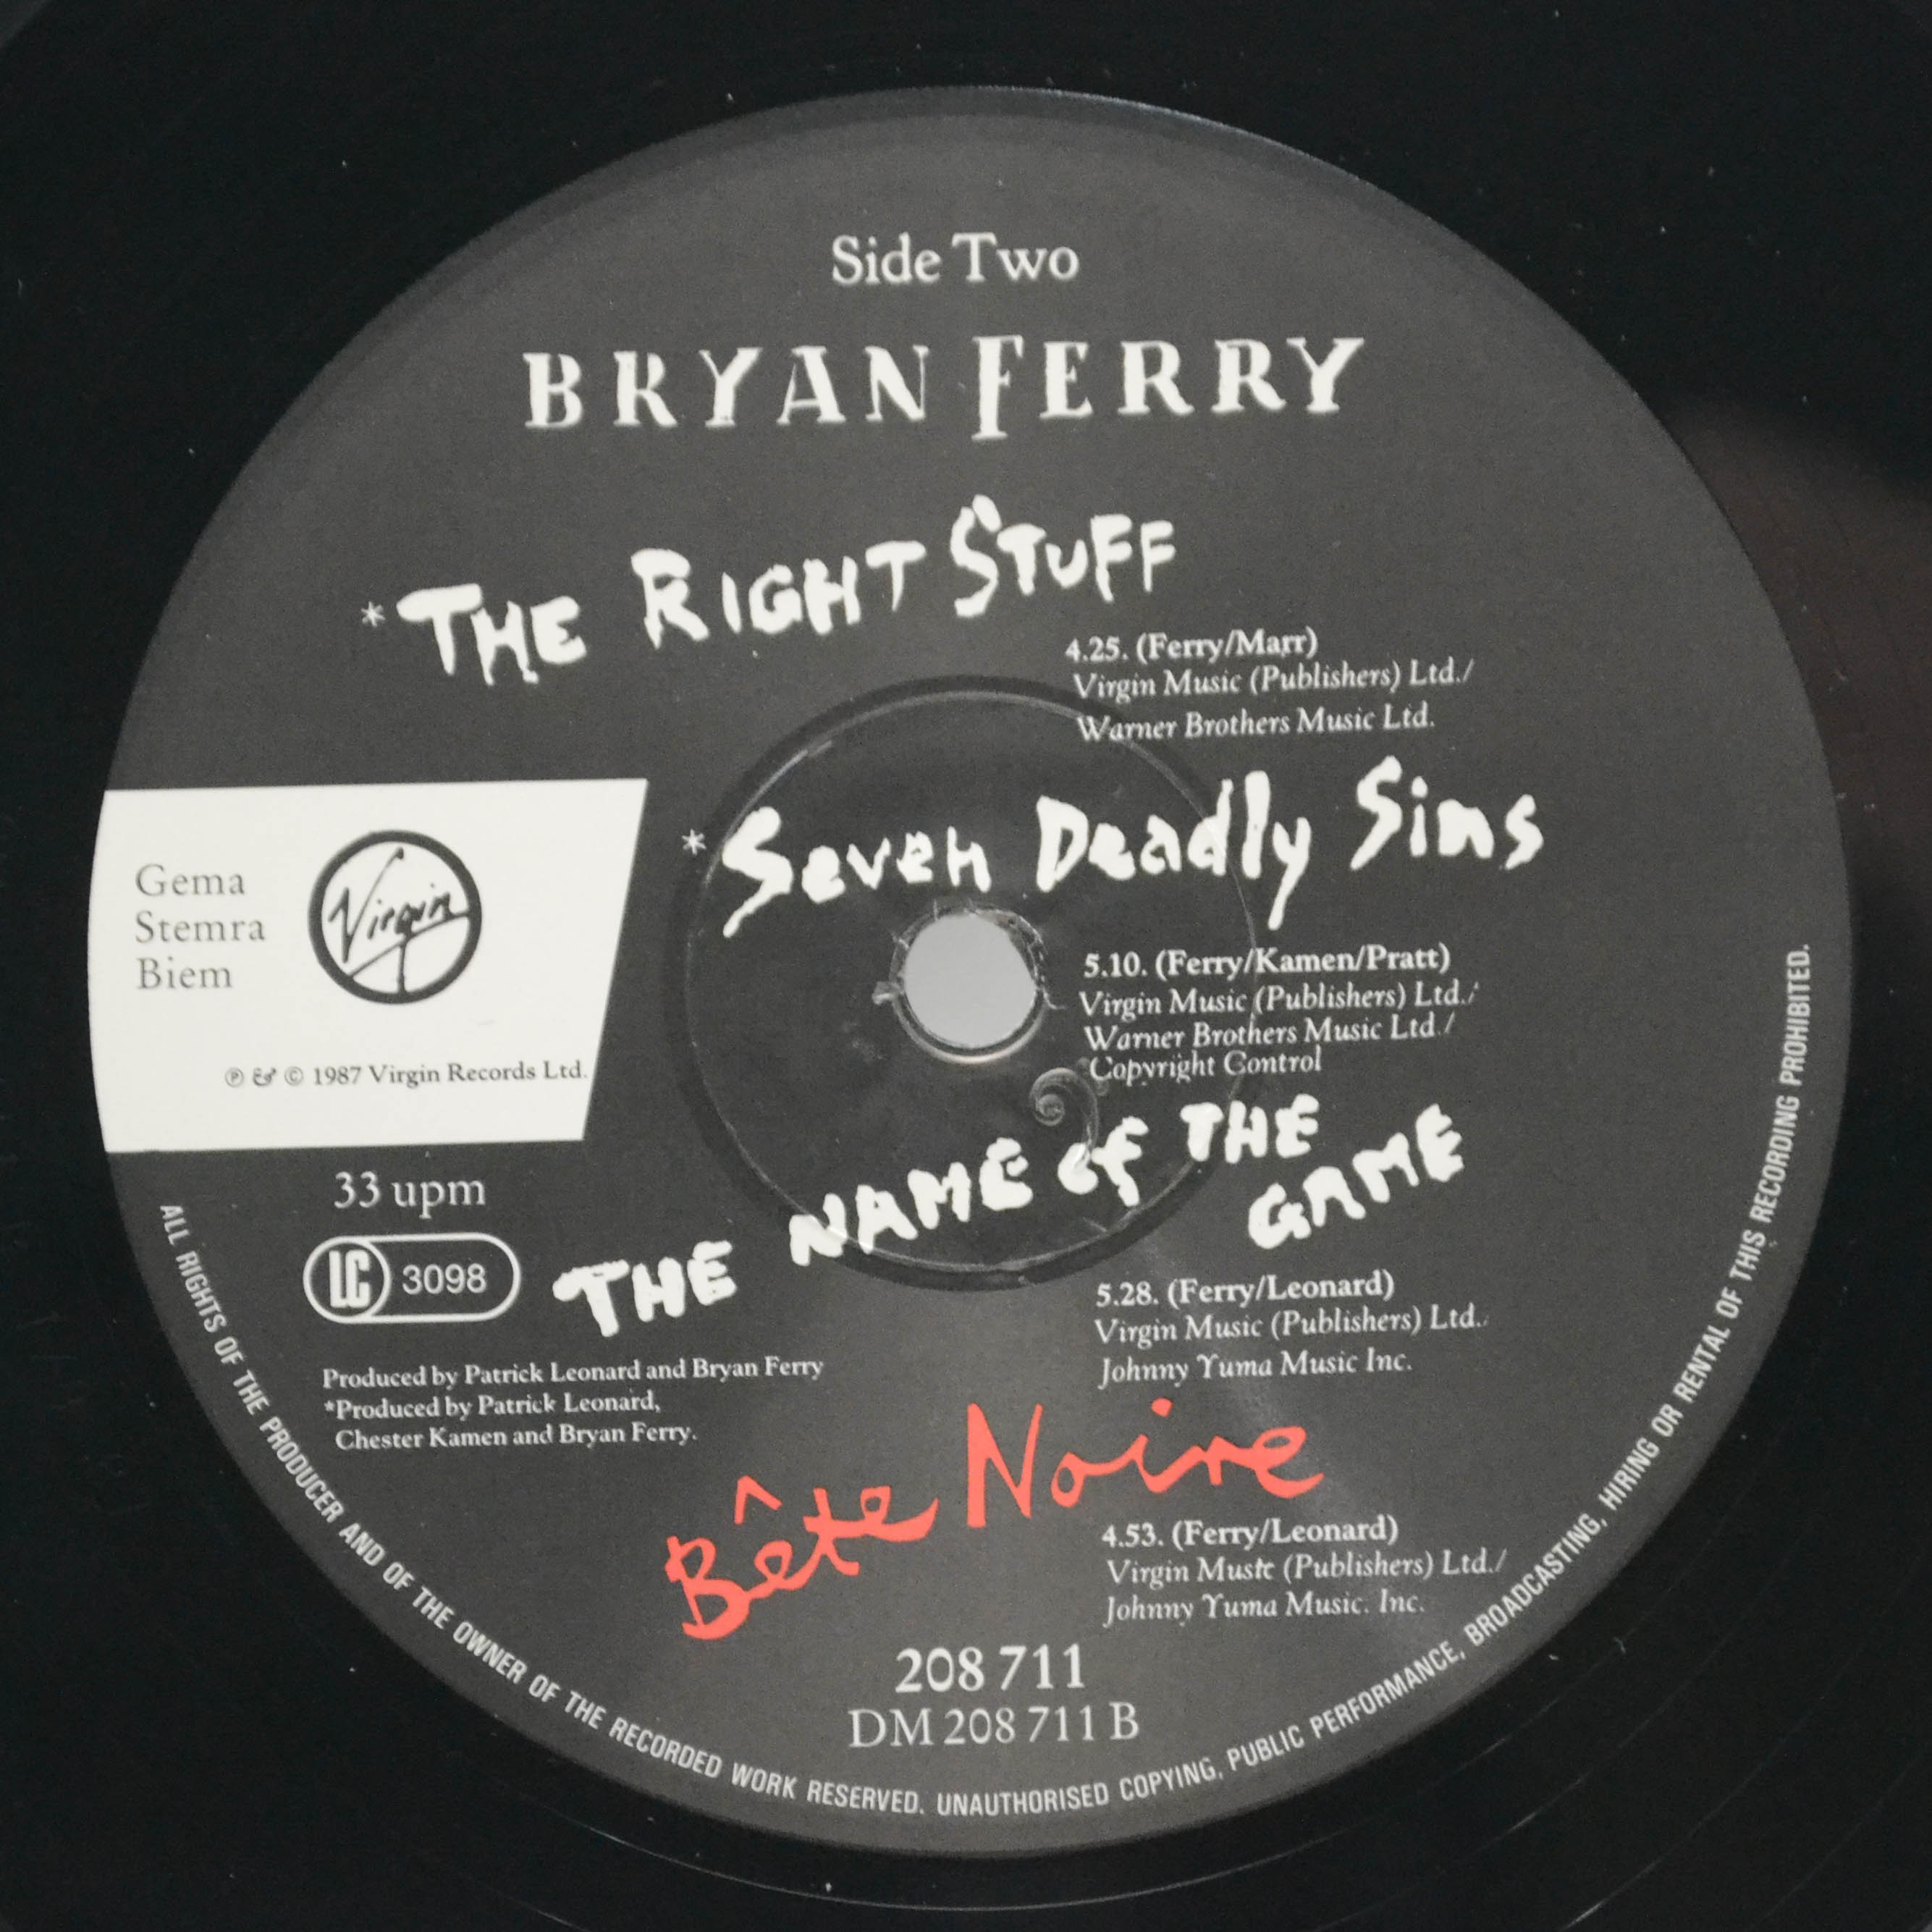 Side Two
BRYAN FERRY
*THE RIGHT STUFF
4.25. (Ferry/Marr)
Virgin Music (Publishers) Ltd./
Warner Brothers Music Ltd.
*Seven Deadly Sins
5.10. (Ferry/Kamen/Pratt)
Virgin Music (Publishers) Ltd./
Warner Brothers Music Ltd./
Copyright Control
Gema
Stemra
Biem
Virgin
℗ & © 1987 Virgin Records Ltd.
THE NAME of THE
GAME
5.28. (Ferry/Leonard)
Virgin Music (Publishers) Ltd.
Johnny Yuma Music Inc.
33 upm
LC 3098
Produced by Patrick Leonard and Bryan Ferry
*Produced by Patrick Leonard,
Chester Kamen and Bryan Ferry.
Bête Noire
4.53. (Ferry/Leonard)
Virgin Music (Publishers) Ltd./
Johnny Yuma Music. Inc.
208 711
DM 208 711 B
ALL RIGHTS OF THE PRODUCER AND OF THE OWNER OF THE RECORDED WORK RESERVED. UNAUTHORISED COPYING, PUBLIC PERFORMANCE, BROADCASTING, HIRING OR RENTAL OF THIS RECORDING PROHIBITED.